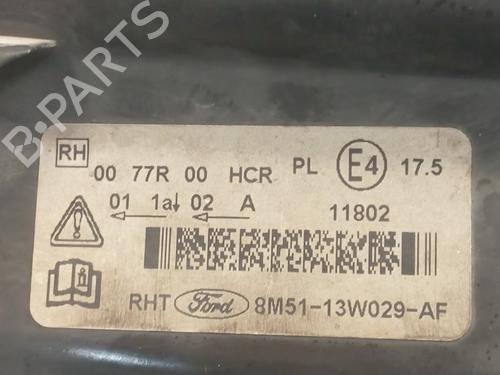 B-PARTS
RH
00 77R 00 HCR PL E4 17.5
01 1a 02 A 11802
RHT Ford 8M51-13W029-AF